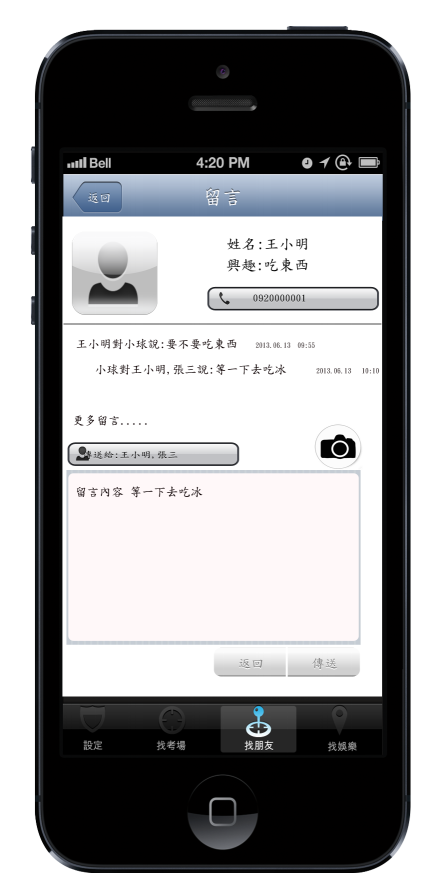 Bell 4:20 PM
返回 留言
姓名:王小明
興趣:吃東西
0920000001
王小明對小球說:要不要吃東西 2013.06.13 09:55
小球對王小明,張三說:等一下去吃冰 2013.06.13 10:10
更多留言.....
送給:王小明,張三
留言內容 等一下去吃冰
返回 傳送
設定 找考場 找朋友 找娛樂